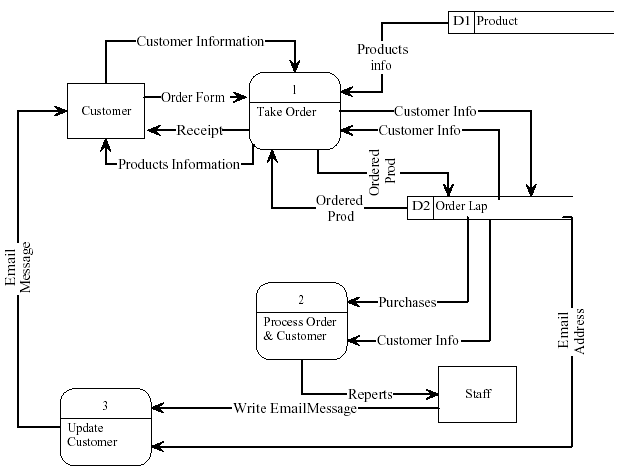 D1 Product
Customer Information
Products
info
1
Customer
Order Form
Take Order
Customer Info
Receipt
Customer Info
Products Information
Ordered
Prod
Ordered
Prod
D2 Order Lap
Email
Message
2
Purchases
Process Order
& Customer
Customer Info
Email
Address
Reperts
Staff
3
Write EmailMessage
Update
Customer